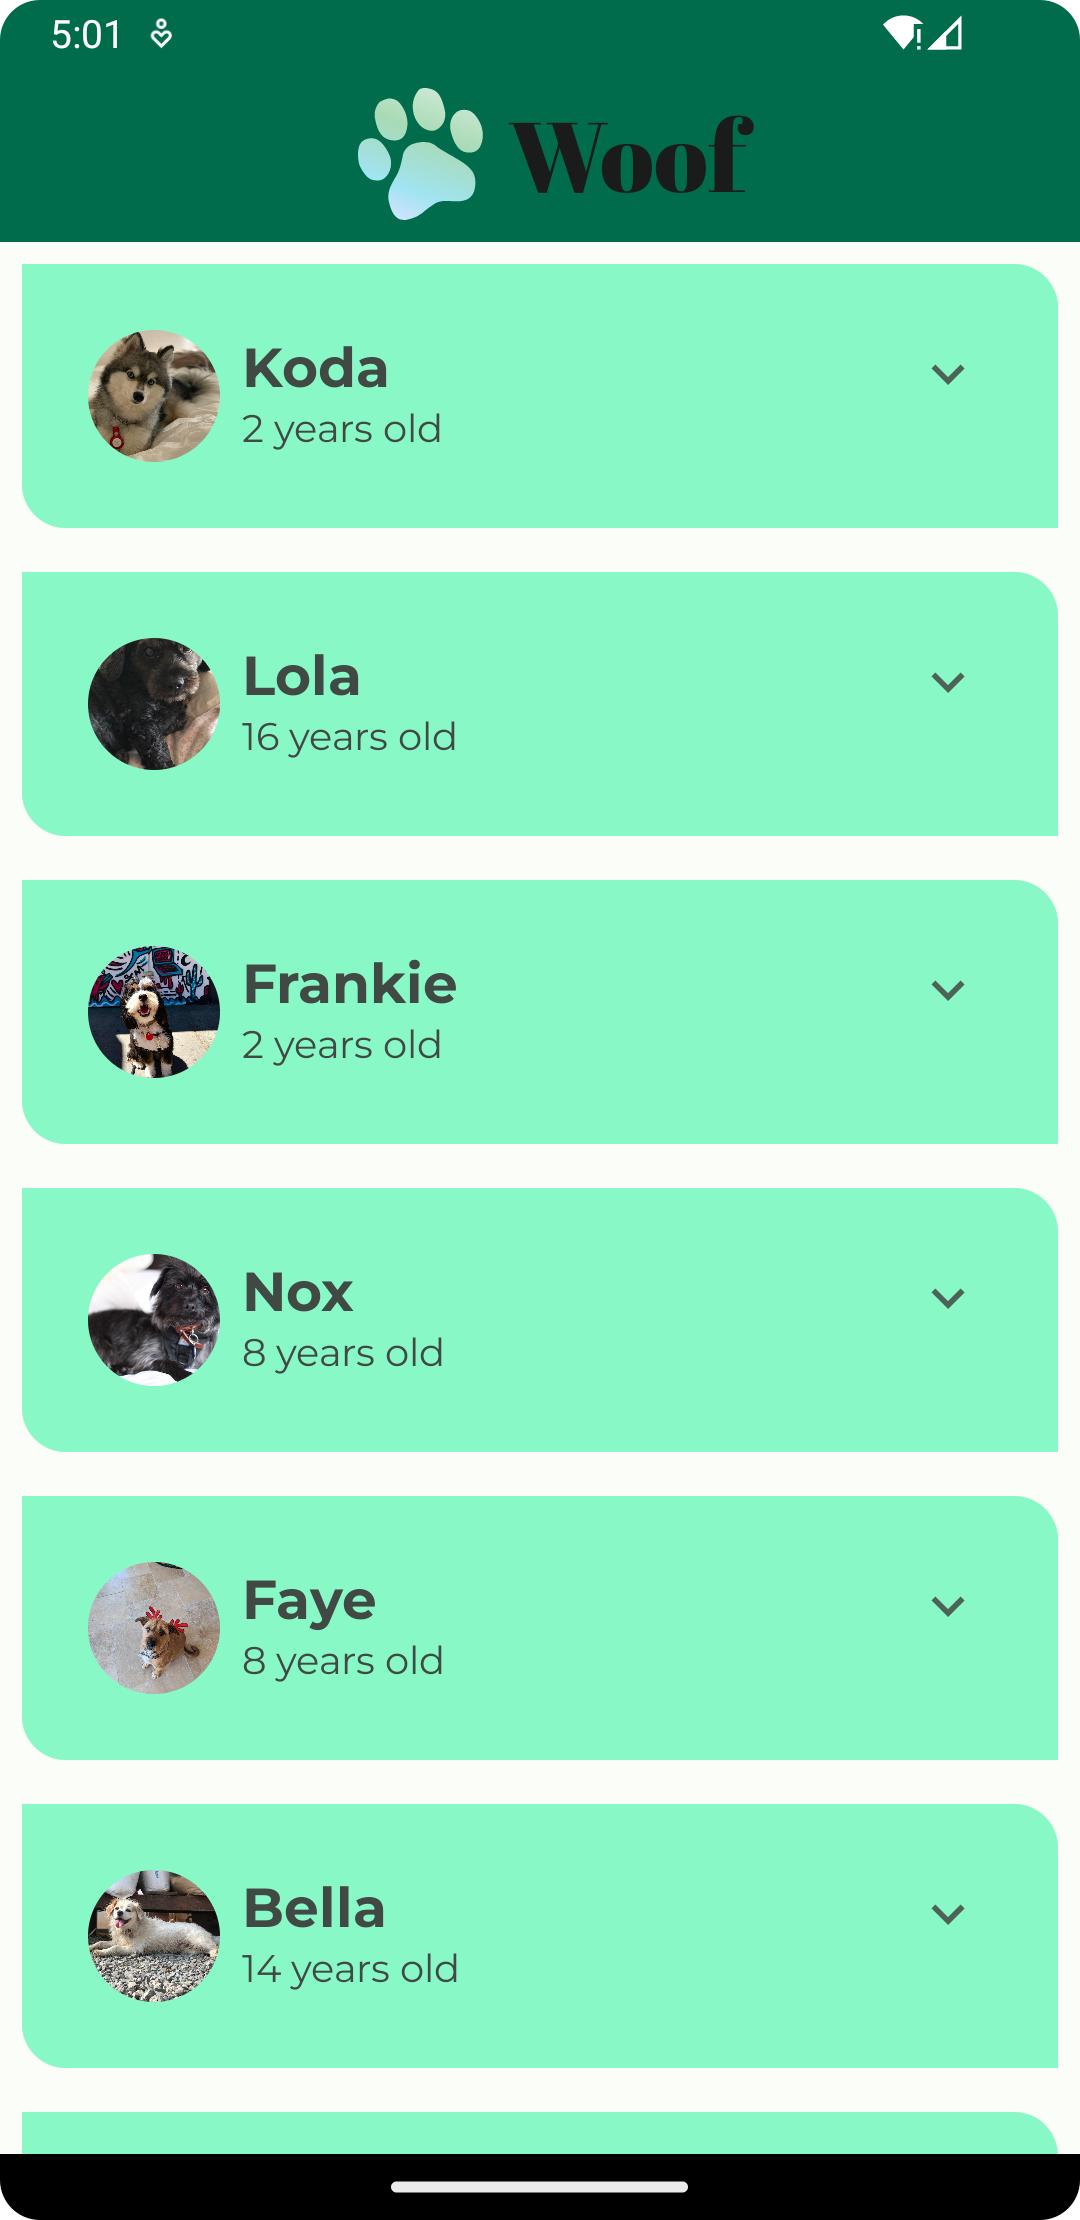 5:01
Woof
Koda
2 years old
Lola
16 years old
Frankie
2 years old
Nox
8 years old
Faye
8 years old
Bella
14 years old